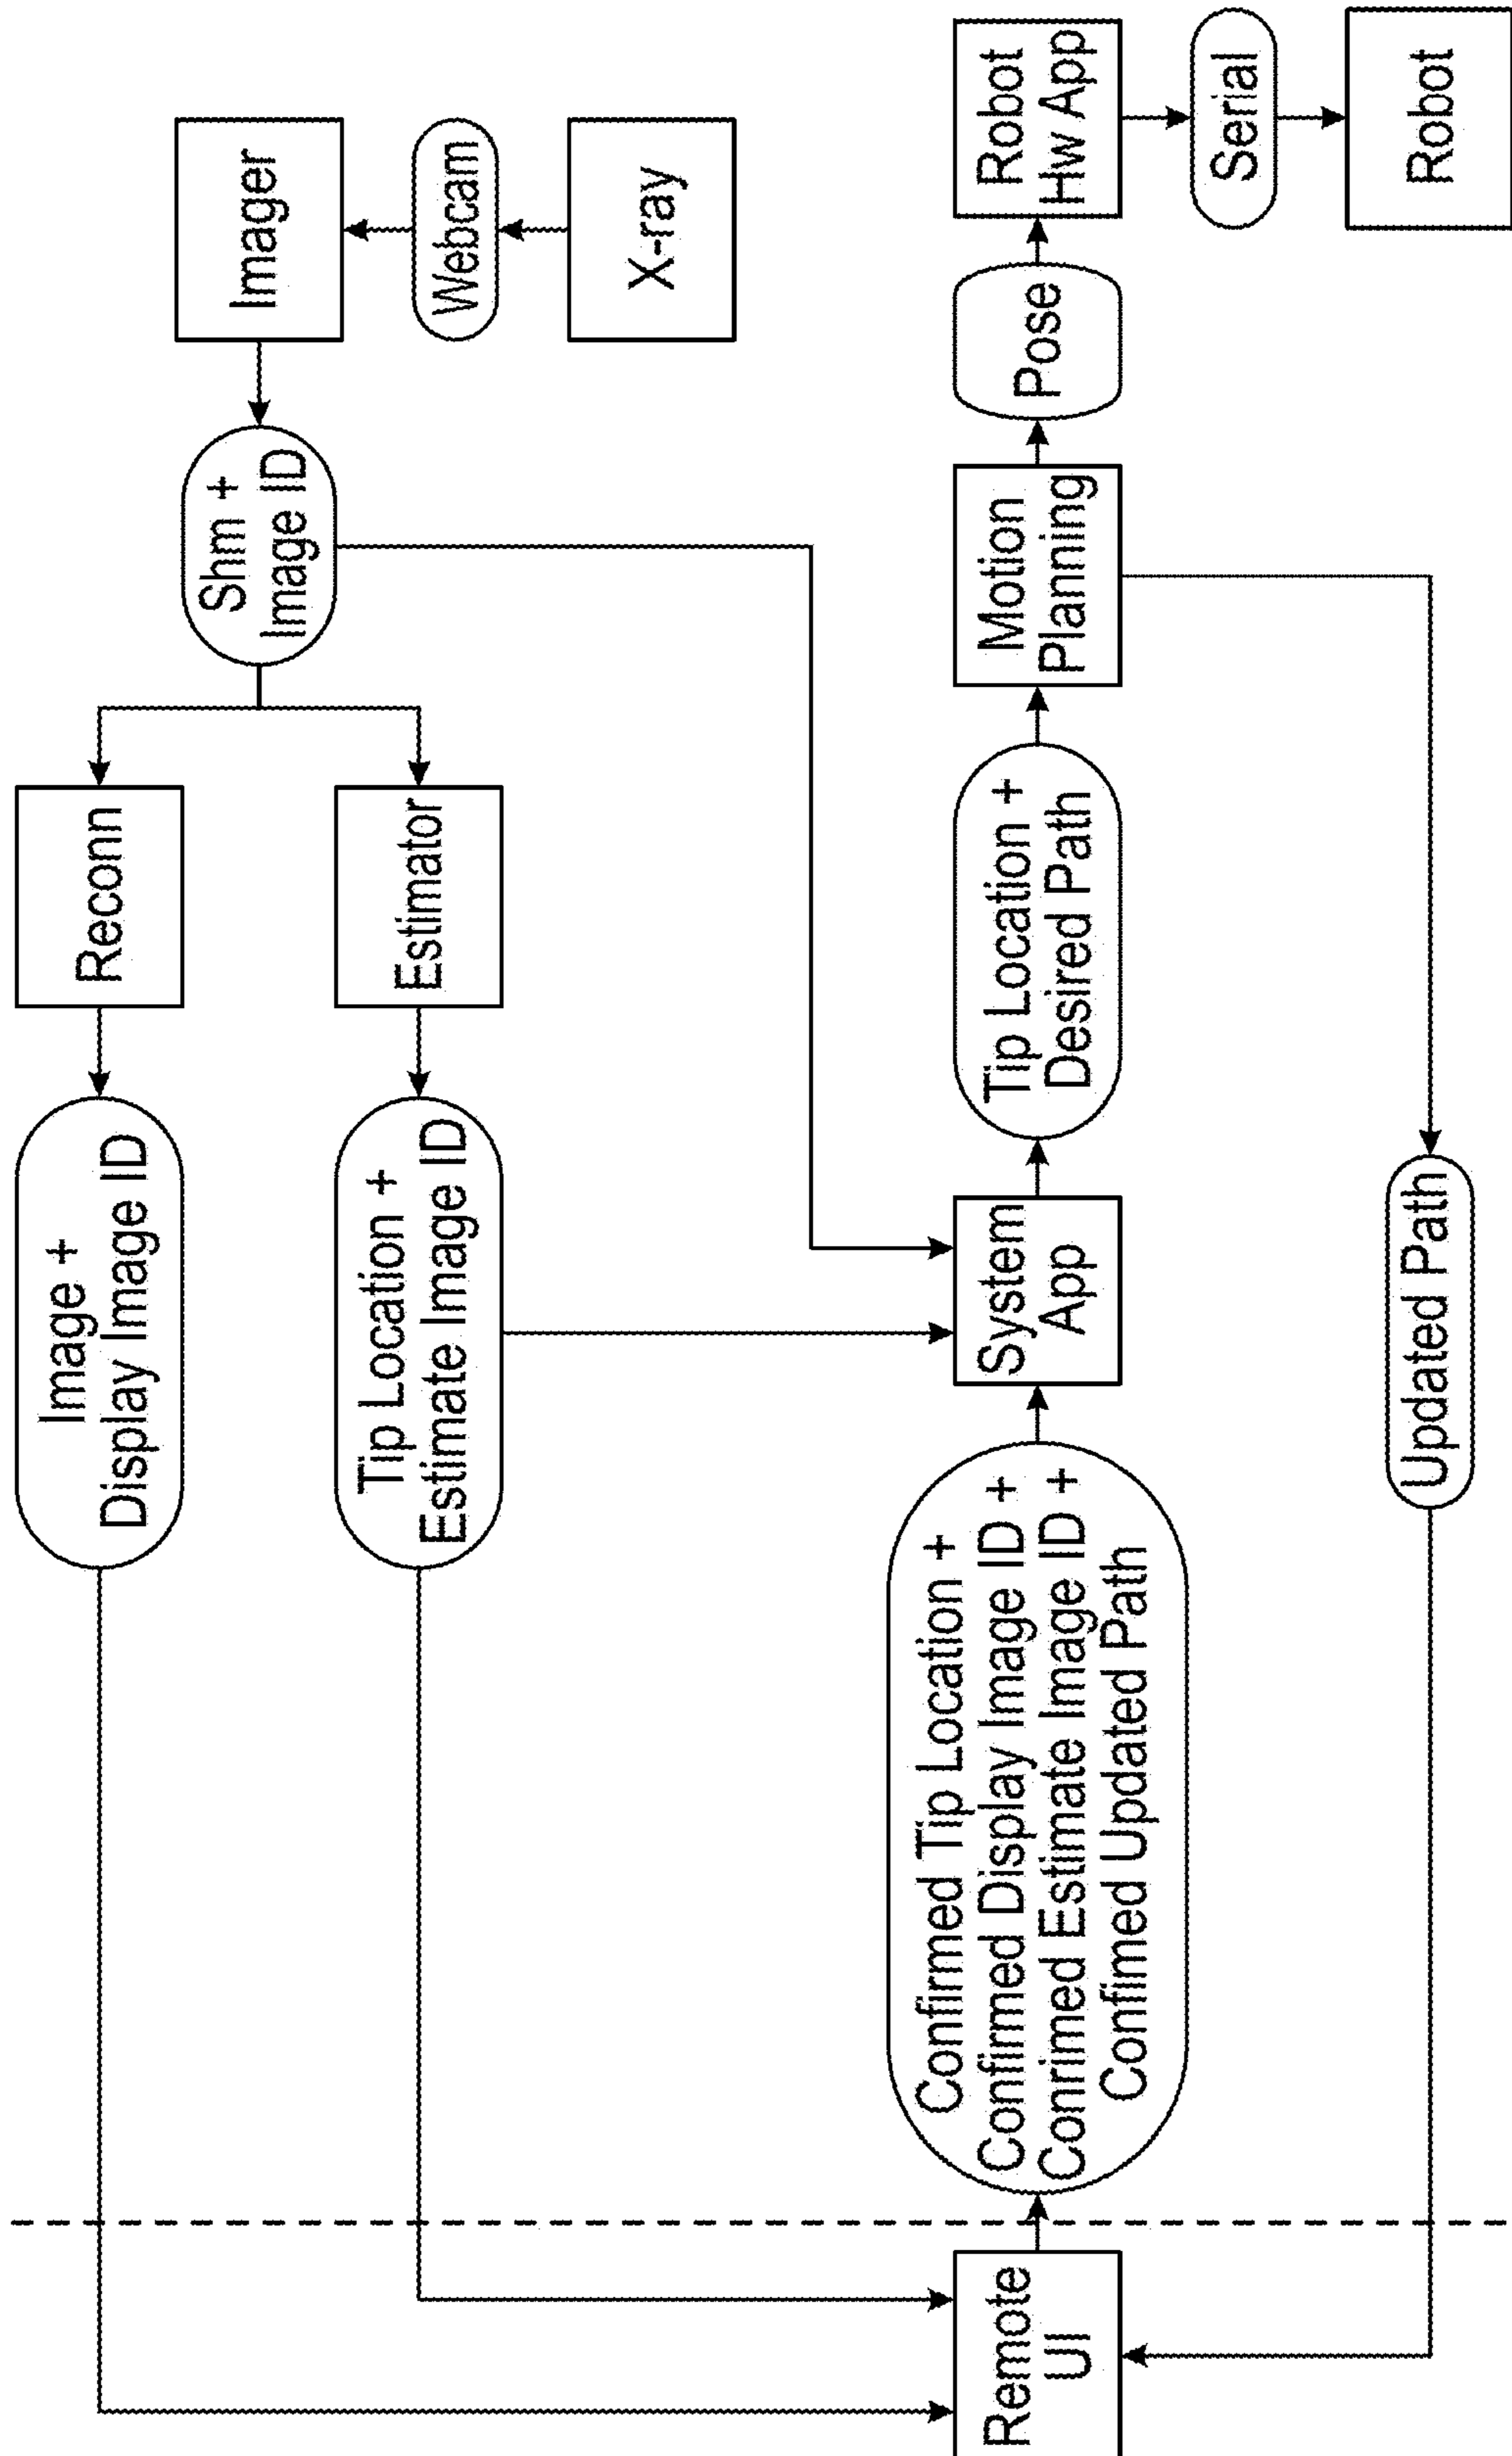 Image +
Display Image ID
Reconn
Shm +
Image ID
Imager
Tip Location +
Estimate Image ID
Estimator
Webcam
X-ray
Remote
UI
Confirmed Tip Location +
Confirmed Display Image ID +
Conrimed Estimate Image ID +
Confimed Updated Path
System
App
Tip Location +
Desired Path
Motion
Planning
Pose
Robot
Hw App
Serial
Updated Path
Robot